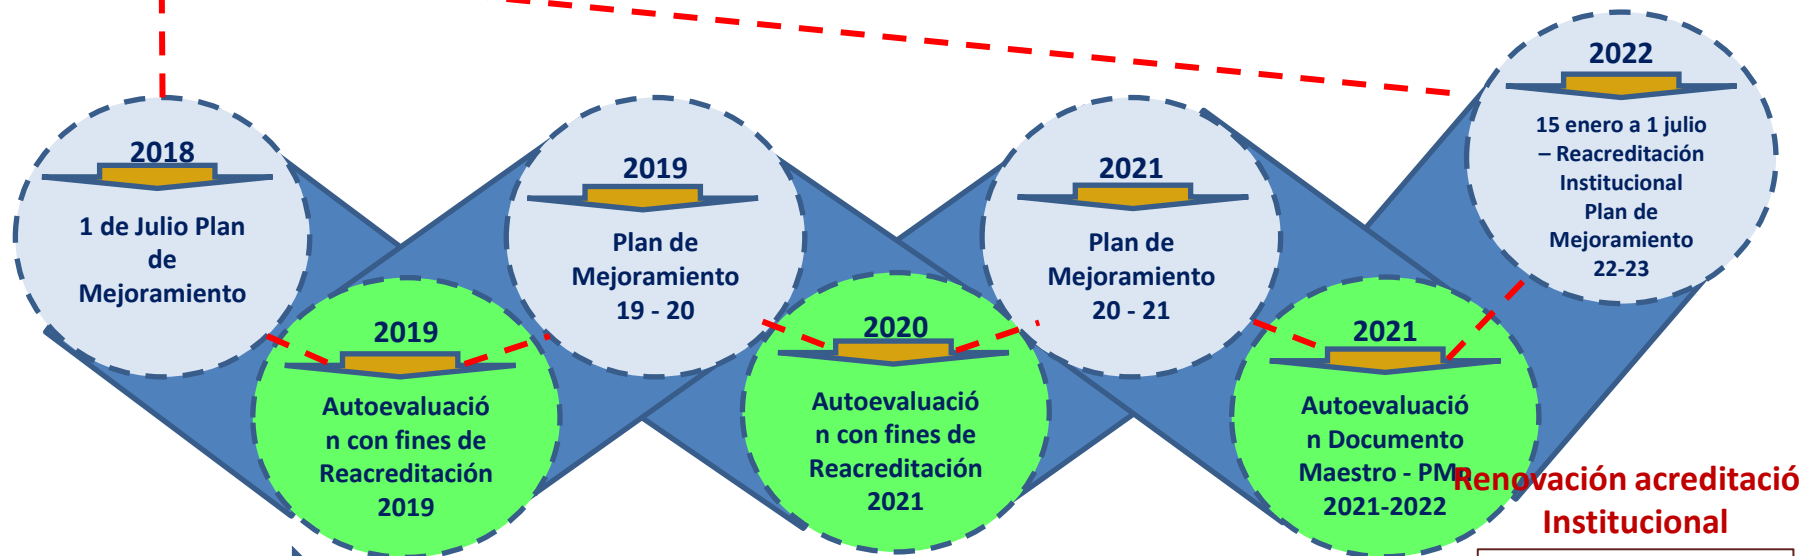 2018
1 de Julio Plan
de
Mejoramiento
2019
Autoevaluació
n con fines de
Reacreditación
2019
2019
Plan de
Mejoramiento
19 - 20
2020
Autoevaluació
n con fines de
Reacreditación
2021
2021
Plan de
Mejoramiento
20 - 21
2021
Autoevaluació
n Documento
Maestro - PM
2021-2022
2022
15 enero a 1 julio
– Reacreditación
Institucional
Plan de
Mejoramiento
22-23
Renovación acreditació
Institucional